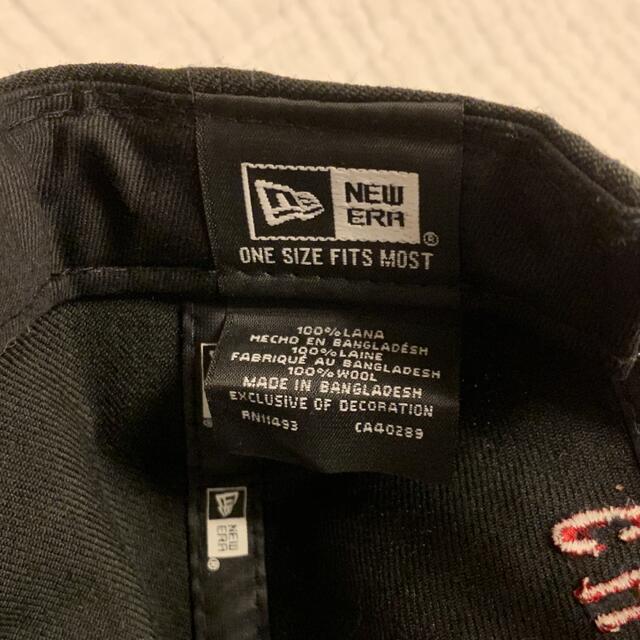 NEW
ERA
®
ONE SIZE FITS MOST
100% LANA
HECHO EN BANGLADÉSH
100% LAINE
FABRIQUÉ AU BANGLADESH
100% WOOL
MADE IN BANGLADESH
EXCLUSIVE OF DECORATION
RN11493 CA40289
NEW
ERA
®